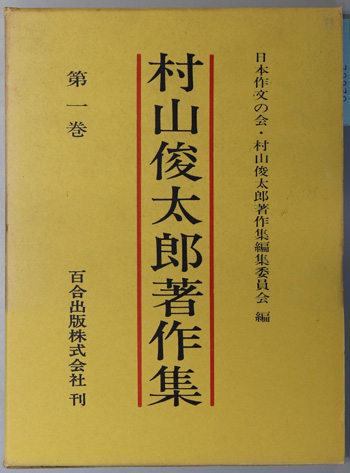 日本作文の会・村山俊太郎著作集編集委員会 編
村山俊太郎著作集
第一巻
百合出版株式会社 刊